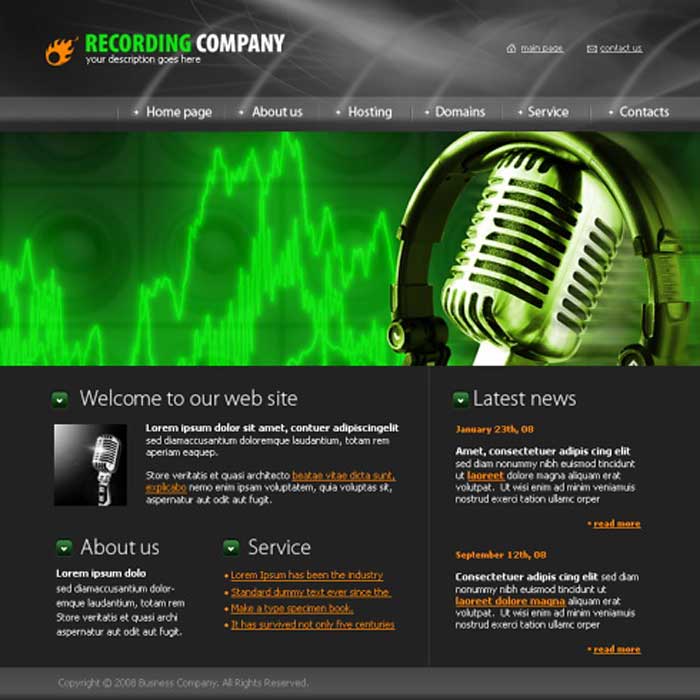 RECORDING COMPANY
your description goes here
main page
contact us
Home page
About us
Hosting
Domains
Service
Contacts
Welcome to our web site
Lorem ipsum dolor sit amet, contuer adipiscingelit
sed diamaccusantium doloremque laudantium, totam rem
aperiam eaquep.
Store veritatis et quasi architecto beatae vitae dicta sunt,
explicabo nemo enim ipsam voluptatem, quia voluptas sit,
aspernatur aut odit aut fugit.
About us
Lorem ipsum dolo
sed diamaccusantium dolor-
emque laudantium, totam rem
Store veritatis et quasi archi
aspernatur aut odit aut fugit.
Service
Lorem Ipsum has been the industry
Standard dummy text ever since the
Make a type specimen book.
It has survived not only five centuries
Latest news
January 23th, 08
Amet, consectetuer adipis cing elit
sed diam nonummy nibh euismod tincidunt
ut laoreet dolore magna aliquam erat
volutpat. Ut wisi enim ad minim veniamuis
nostrud exerci tation ullamc orper
read more
September 12th, 08
Consectetuer adipis cing elit sed diam
nonummy nibh euismod tincidunt ut
laoreet dolore magna aliquam erat
volutpat. Ut wisi enim ad minim veniamuis
nostrud exerci tation ullamc orper
read more
Copyright © 2008 Busness Company. All Rights Reserved.